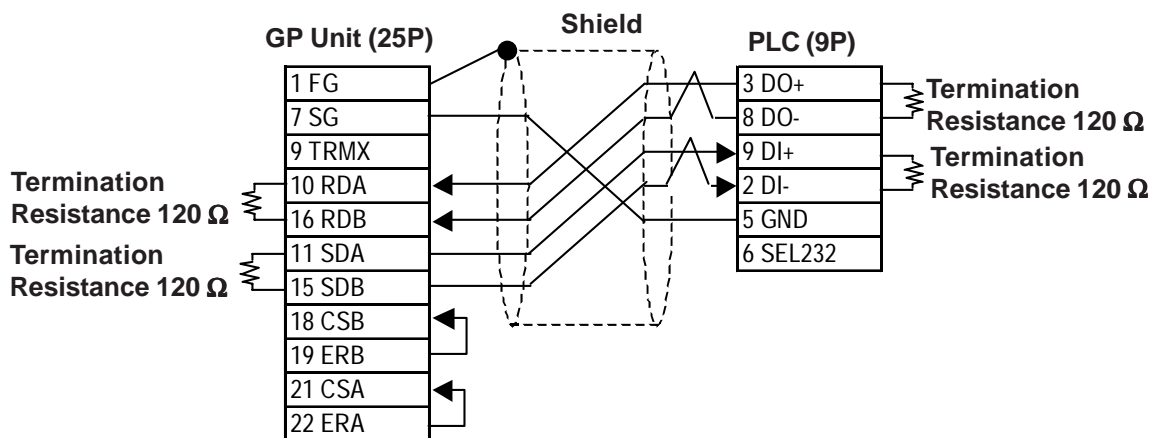 Shield
GP Unit (25P)
PLC (9P)
1 FG
7 SG
9 TRMX
10 RDA
16 RDB
11 SDA
15 SDB
18 CSB
19 ERB
21 CSA
22 ERA
Termination
Resistance 120 Ω
Termination
Resistance 120 Ω
3 DO+
8 DO-
9 DI+
2 DI-
5 GND
6 SEL232
Termination
Resistance 120 Ω
Termination
Resistance 120 Ω